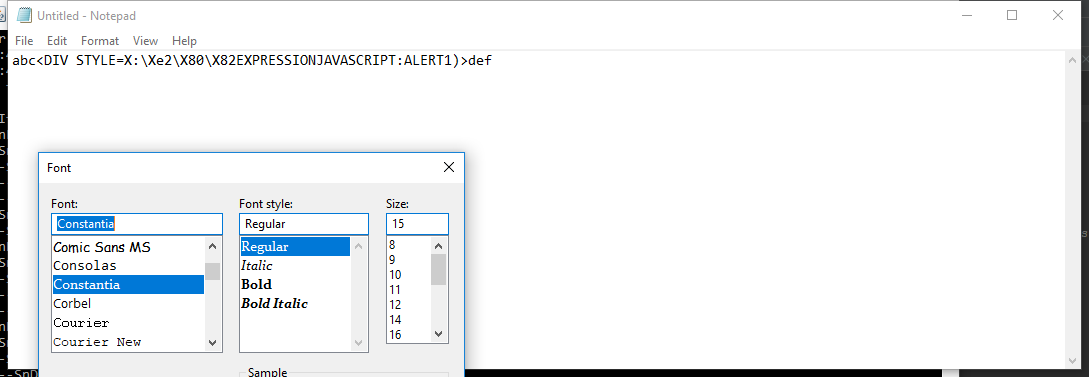 Untitled - Notepad
File Edit Format View Help
abc<DIV STYLE=X:\Xe2\X80\X82EXPRESSIONJAVASCRIPT:ALERT1)>def
Font
Font: Font style: Size:
Constantia Regular 15
Comic Sans MS Regular 8
Consolas Italic 9
Constantia Bold 10
Corbel Bold Italic 11
Courier 12
Courier New 14
16
Sample